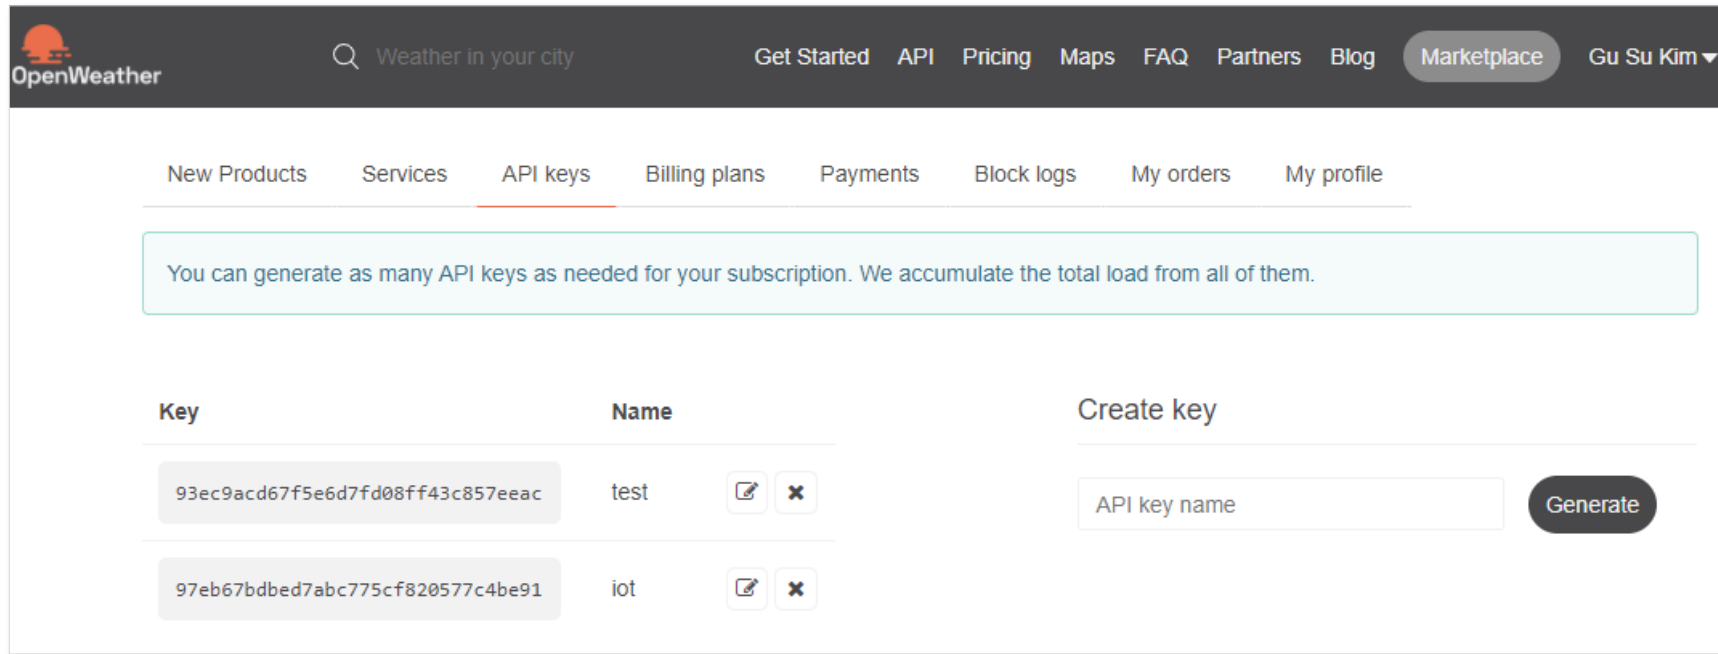 OpenWeather
Weather in your city
Get Started API Pricing Maps FAQ Partners Blog Marketplace Gu Su Kim
New Products Services API keys Billing plans Payments Block logs My orders My profile
You can generate as many API keys as needed for your subscription. We accumulate the total load from all of them.
Key Name
93ec9acd67f5e6d7fd08ff43c857eeac test
97eb67bdbed7abc775cf820577c4be91 iot
Create key
API key name Generate